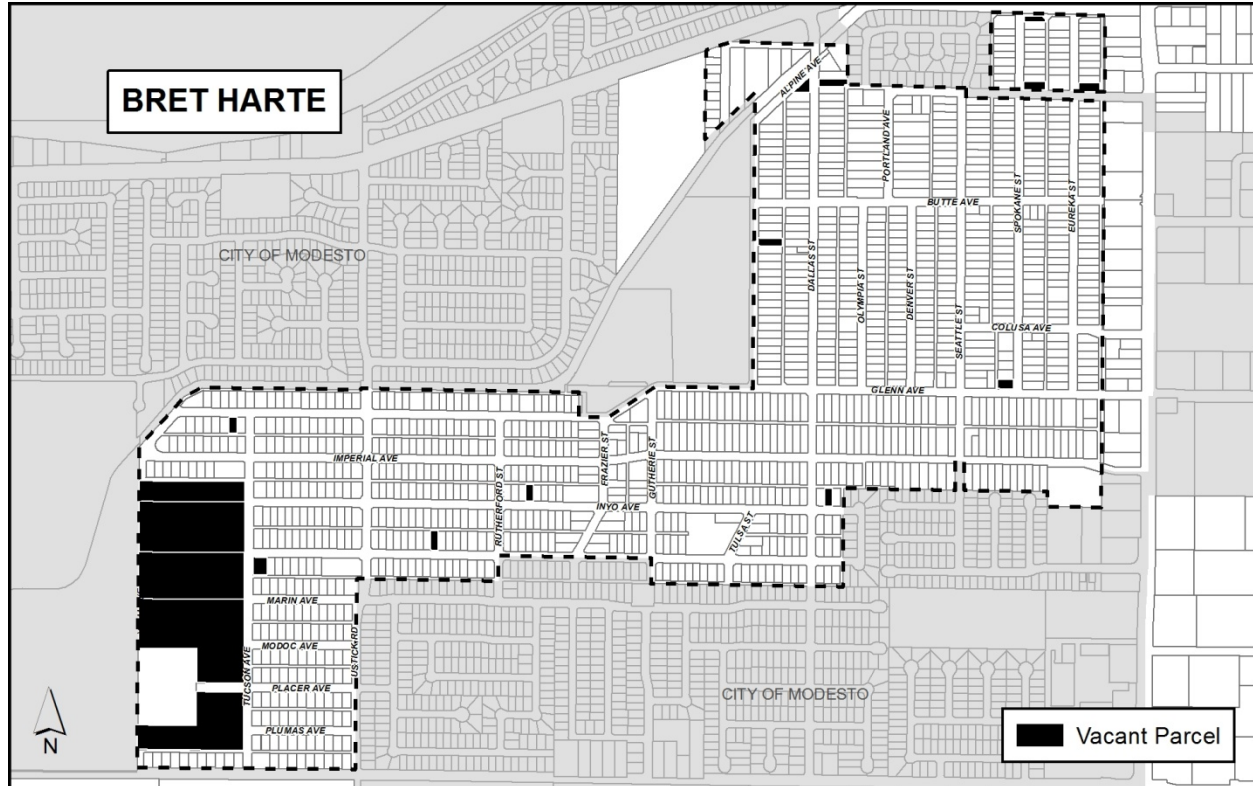 BRET HARTE
ALPINE AVE
PORTLAND AVE
BUTTE AVE
SPOKANE ST
EUREKA ST
CITY OF MODESTO
DALLAS ST
OLYMPIA ST
DENVER ST
SEATTLE ST
COLUSA AVE
GLENN AVE
IMPERIAL AVE
RUTHERFORD ST
FRAZIER ST
GUTHERIE ST
INYO AVE
TULSA ST
MARIN AVE
MODOC AVE
TUCSON AVE
USTICK RD
PLACER AVE
PLUMAS AVE
CITY OF MODESTO
N
Vacant Parcel